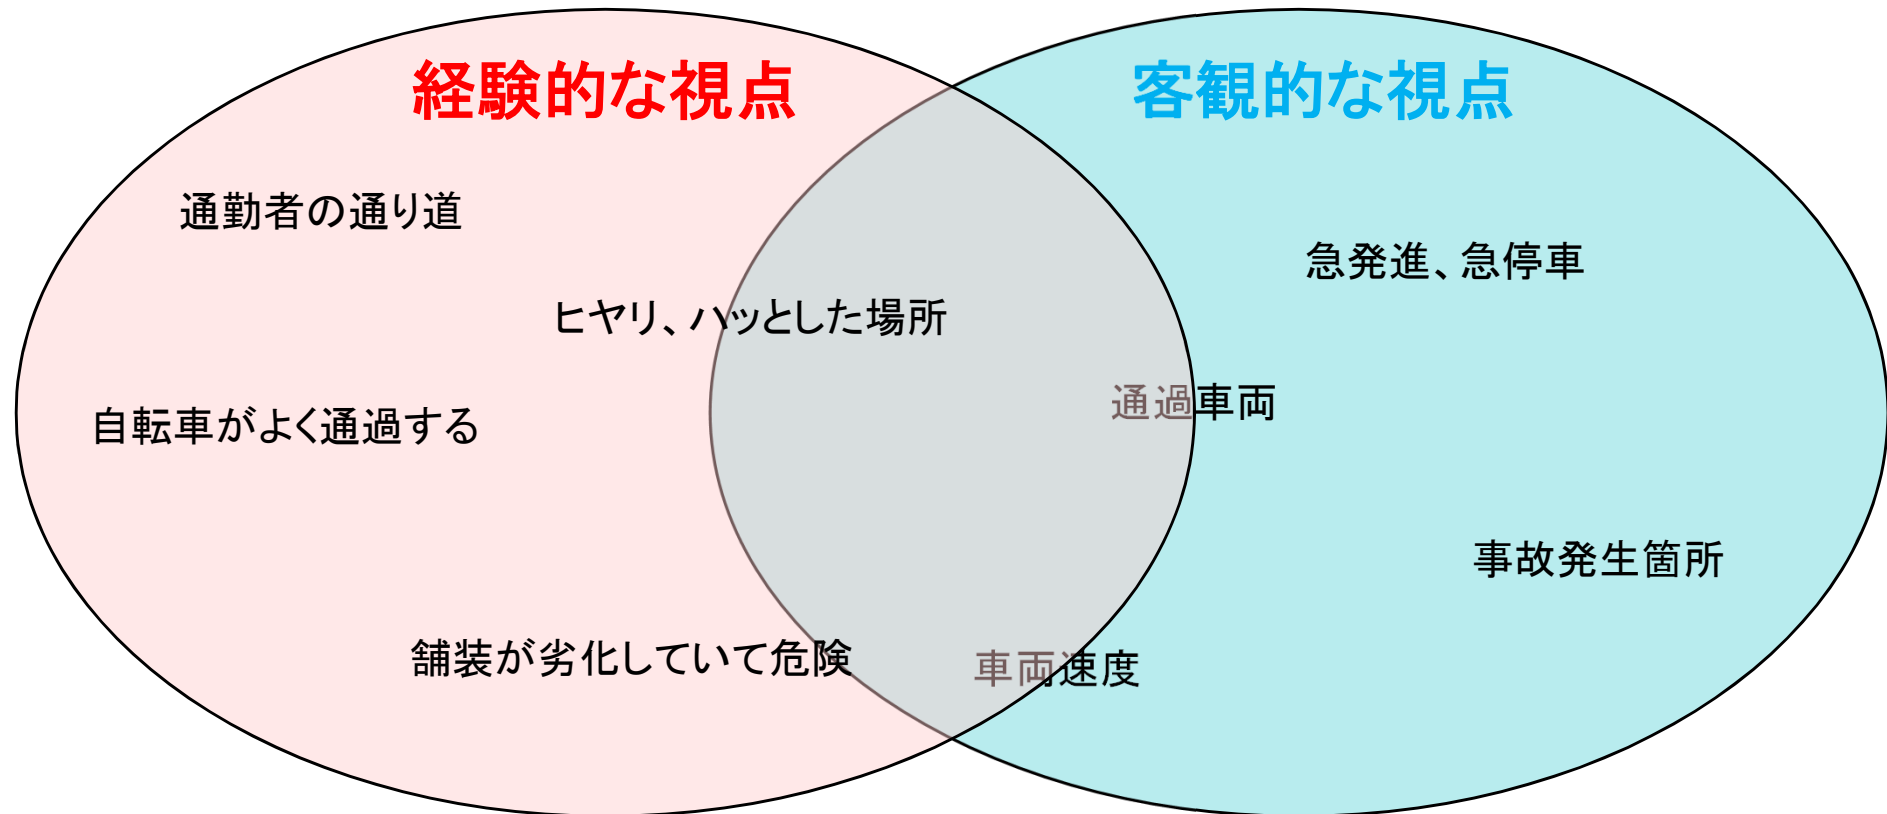 経験的な視点
客観的な視点
通勤者の通り道
急発進、急停車
ヒヤリ、ハッとした場所
通過車両
自転車がよく通過する
事故発生箇所
舗装が劣化していて危険
車両速度